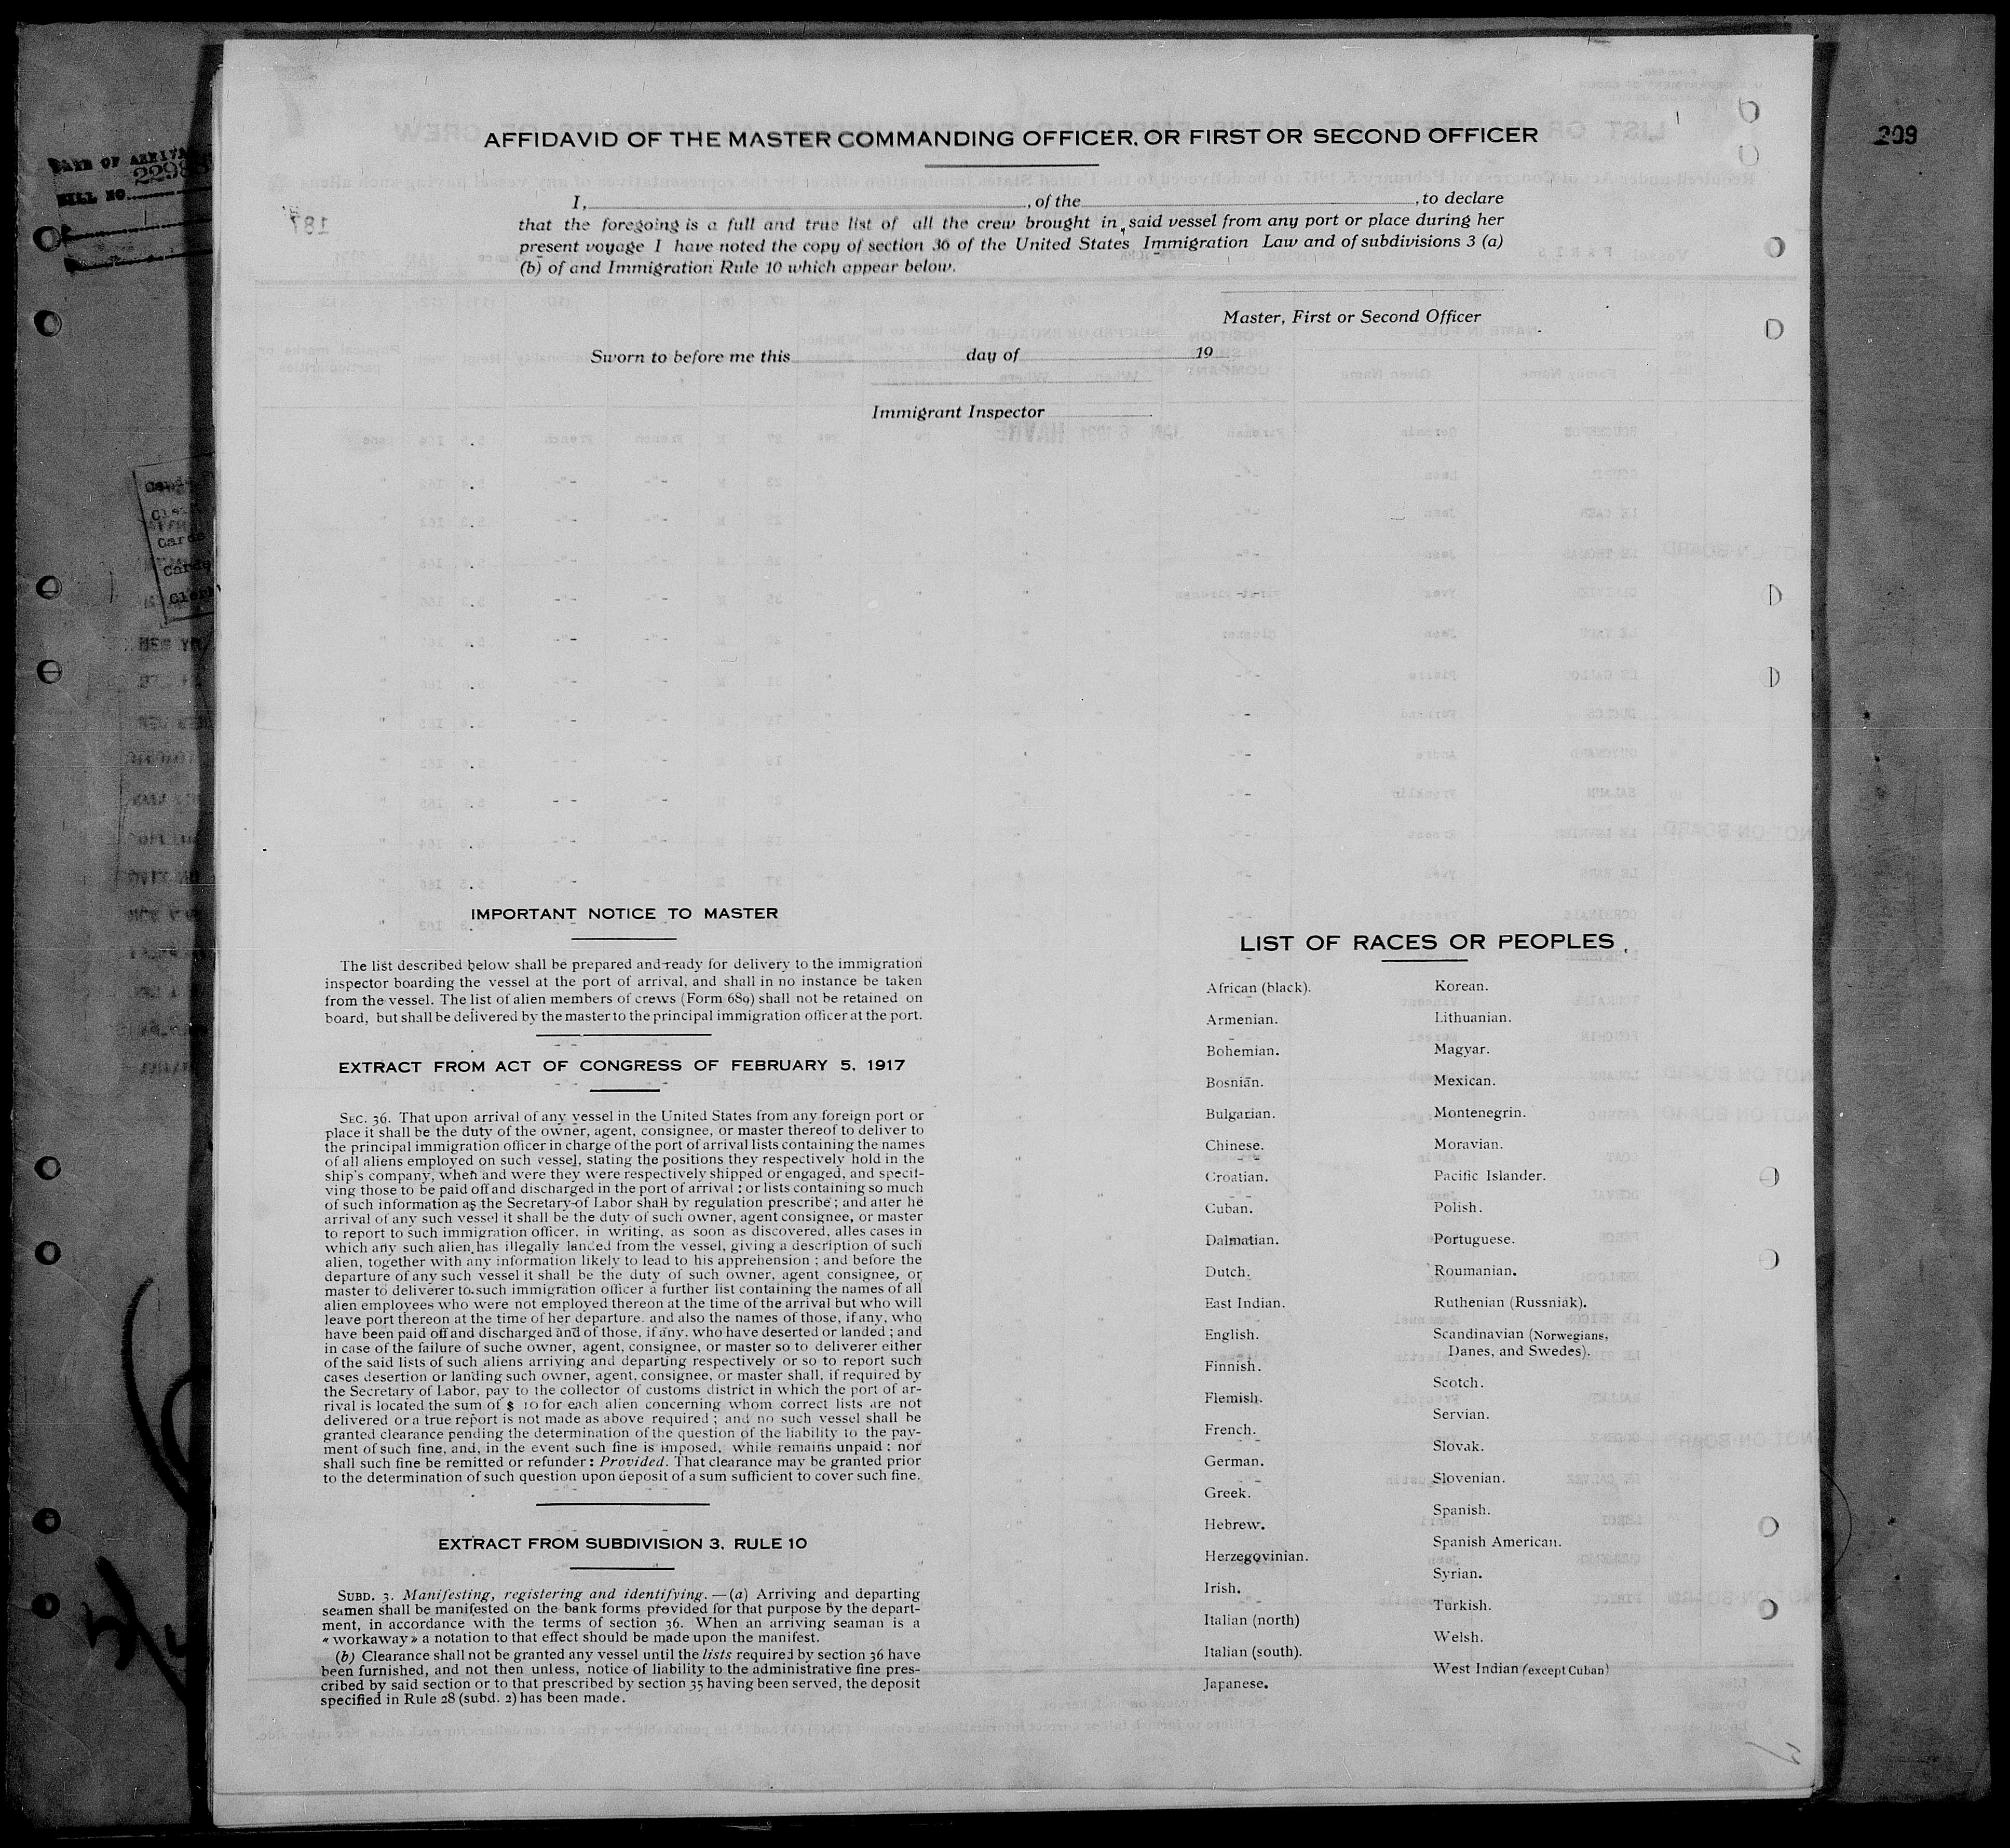 209
AFFIDAVID OF THE MASTER COMMANDING OFFICER. OR FIRST OR SECOND OFFICER
I, , of the , to declare
that the foregoing is a full and true list of all the crew brought in said vessel from any port or place during her
present voyage I have noted the copy of section 36 of the United States Immigration Law and of subdivisions 3 (a)
(b) of and Immigration Rule 10 which appear below.
Master, First or Second Officer
Sworn to before me this day of 19
Immigrant Inspector
IMPORTANT NOTICE TO MASTER
The list described below shall be prepared and ready for delivery to the immigration
inspector boarding the vessel at the port of arrival, and shall in no instance be taken
from the vessel. The list of alien members of crews (Form 689) shall not be retained on
board, but shall be delivered by the master to the principal immigration officer at the port.
EXTRACT FROM ACT OF CONGRESS OF FEBRUARY 5, 1917
SEC. 36. That upon arrival of any vessel in the United States from any foreign port or
place it shall be the duty of the owner, agent, consignee, or master thereof to deliver to
the principal immigration officer in charge of the port of arrival lists containing the names
of all aliens employed on such vessel, stating the positions they respectively hold in the
ship's company, when and were they were respectively shipped or engaged, and specif-
ving those to be paid off and discharged in the port of arrival : or lists containing so much
of such information as the Secretary of Labor shall by regulation prescribe ; and after he
arrival of any such vessel it shall be the duty of such owner, agent consignee, or master
to report to such immigration officer, in writing, as soon as discovered, alles cases in
which any such alien has illegally landed from the vessel, giving a description of such
alien, together with any information likely to lead to his apprehension ; and before the
departure of any such vessel it shall be the duty of such owner, agent consignee, or
master to deliverer to such immigration officer a further list containing the names of all
alien employees who were not employed thereon at the time of the arrival but who will
leave port thereon at the time of her departure. and also the names of those, if any, who
have been paid off and discharged and of those, if any. who have deserted or landed ; and
in case of the failure of suche owner, agent, consignee, or master so to deliverer either
of the said lists of such aliens arriving and departing respectively or so to report such
cases desertion or landing such owner, agent, consignee, or master shall, if required by
the Secretary of Labor, pay to the collector of customs district in which the port of ar-
rival is located the sum of $ 10 for each alien concerning whom correct lists are not
delivered or a true report is not made as above required ; and no such vessel shall be
granted clearance pending the determination of the question of the liability to the pay-
ment of such fine, and, in the event such fine is imposed, while remains unpaid ; nor
shall such fine be remitted or refunder : Provided. That clearance may be granted prior
to the determination of such question upon deposit of a sum sufficient to cover such fine.
EXTRACT FROM SUBDIVISION 3, RULE 10
SUBD. 3. Manifesting, registering and identifying. — (a) Arriving and departing
seamen shall be manifested on the bank forms provided for that purpose by the depart-
ment, in accordance with the terms of section 36. When an arriving seaman is a
« workaway » a notation to that effect should be made upon the manifest.
(b) Clearance shall not be granted any vessel until the lists required by section 36 have
been furnished, and not then unless, notice of liability to the administrative fine pres-
cribed by said section or to that prescribed by section 35 having been served, the deposit
specified in Rule 28 (subd. 2) has been made.
LIST OF RACES OR PEOPLES
African (black).
Armenian.
Bohemian.
Bosnian.
Bulgarian.
Chinese.
Croatian.
Cuban.
Dalmatian.
Dutch.
East Indian.
English.
Finnish.
Flemish.
French.
German.
Greek.
Hebrew.
Herzegovinian.
Irish.
Italian (north)
Italian (south).
Japanese.
Korean.
Lithuanian.
Magyar.
Mexican.
Montenegrin.
Moravian.
Pacific Islander.
Polish.
Portuguese.
Roumanian.
Ruthenian (Russniak).
Scandinavian (Norwegians,
Danes, and Swedes).
Scotch.
Servian.
Slovak.
Slovenian.
Spanish.
Spanish American.
Syrian.
Turkish.
Welsh.
West Indian (except Cuban)